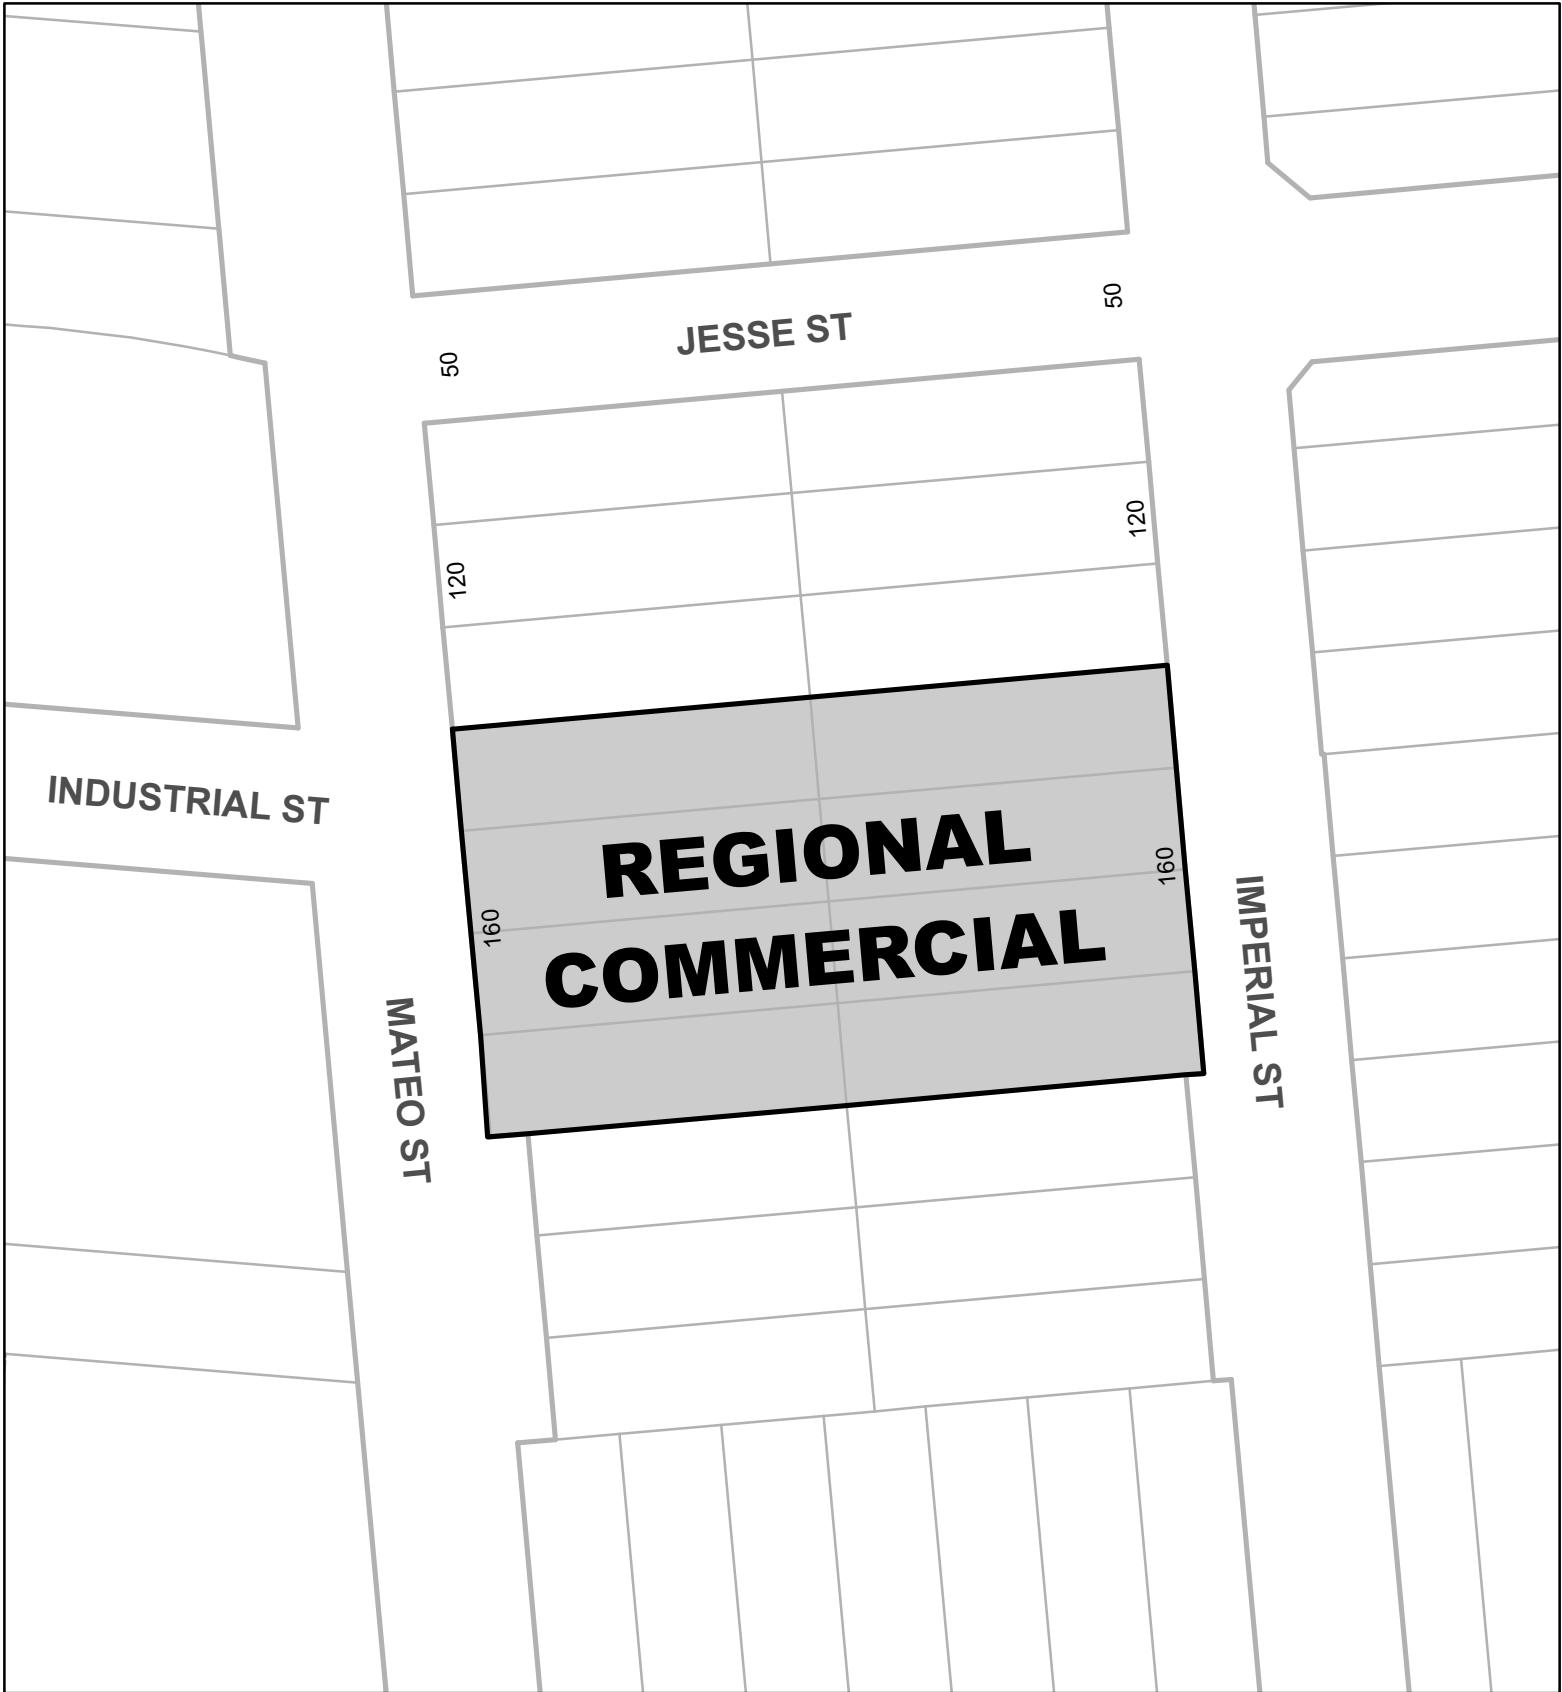 50
JESSE ST
50
120
120
INDUSTRIAL ST
REGIONAL
COMMERCIAL
160
160
MATEO ST
IMPERIAL ST